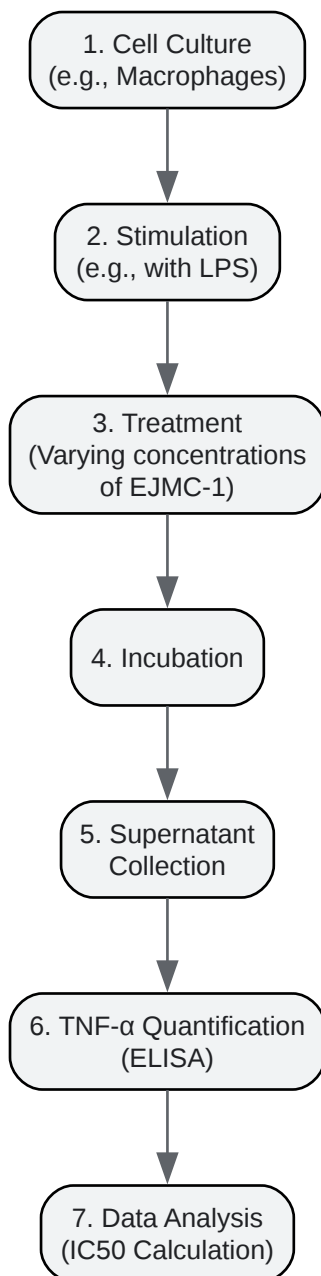 1. Cell Culture
(e.g., Macrophages)
2. Stimulation
(e.g., with LPS)
3. Treatment
(Varying concentrations
of EJMC-1)
4. Incubation
5. Supernatant
Collection
6. TNF-α Quantification
(ELISA)
7. Data Analysis
(IC50 Calculation)